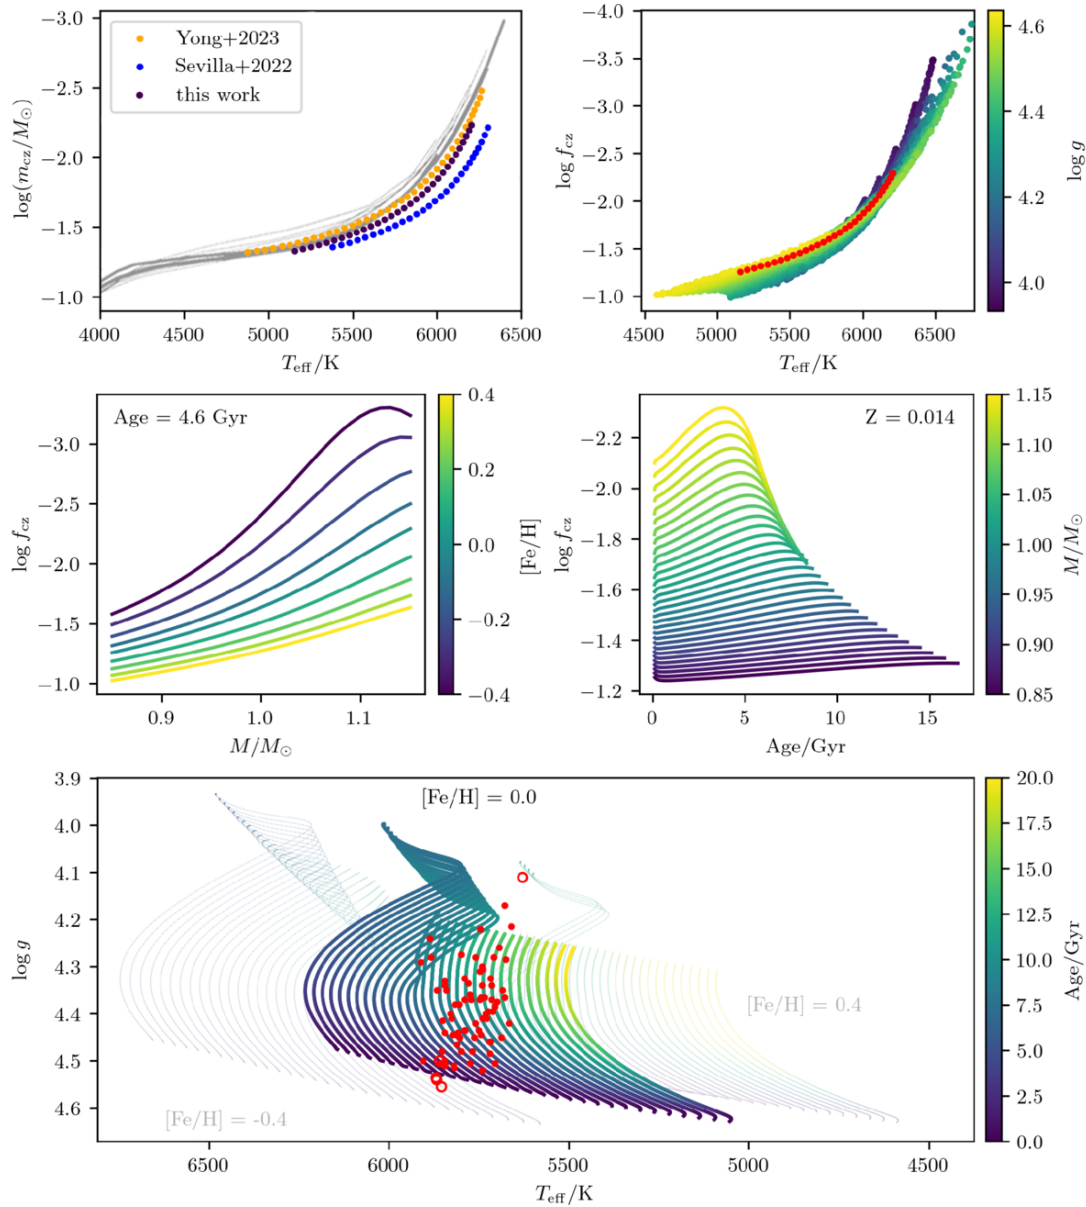 −3.0
−2.5
−2.0
−1.5
−1.0
log(m_cz/M_⊙)
Yong+2023
Sevilla+2022
this work
4000 4500 5000 5500 6000 6500
T_eff/K
−4.0
−3.5
−3.0
−2.5
−2.0
−1.5
−1.0
log f_cz
4500 5000 5500 6000 6500
T_eff/K
4.6
4.4
4.2
4.0
log g
Age = 4.6 Gyr
−3.0
−2.5
−2.0
−1.5
−1.0
log f_cz
0.9 1.0 1.1
M/M_⊙
0.4
0.2
0.0
−0.2
−0.4
[Fe/H]
Z = 0.014
−2.2
−2.0
−1.8
−1.6
−1.4
−1.2
log f_cz
0 5 10 15
Age/Gyr
1.15
1.10
1.05
1.00
0.95
0.90
0.85
M/M_⊙
3.9
4.0
4.1
4.2
4.3
4.4
4.5
4.6
log g
[Fe/H] = 0.0
[Fe/H] = 0.4
[Fe/H] = -0.4
6500 6000 5500 5000 4500
T_eff/K
20.0
17.5
15.0
12.5
10.0
7.5
5.0
2.5
0.0
Age/Gyr